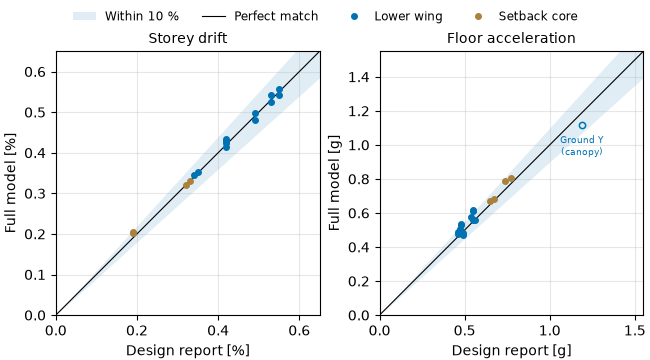 Within 10 %
Perfect match
Lower wing
Setback core
Storey drift
Floor acceleration
Full model [%]
0.6
0.5
0.4
0.3
0.2
0.1
0.0
0.0
0.2
0.4
0.6
Design report [%]
Full model [g]
1.4
1.2
1.0
0.8
0.6
0.4
0.2
0.0
Ground Y
(canopy)
0.0
0.5
1.0
1.5
Design report [g]